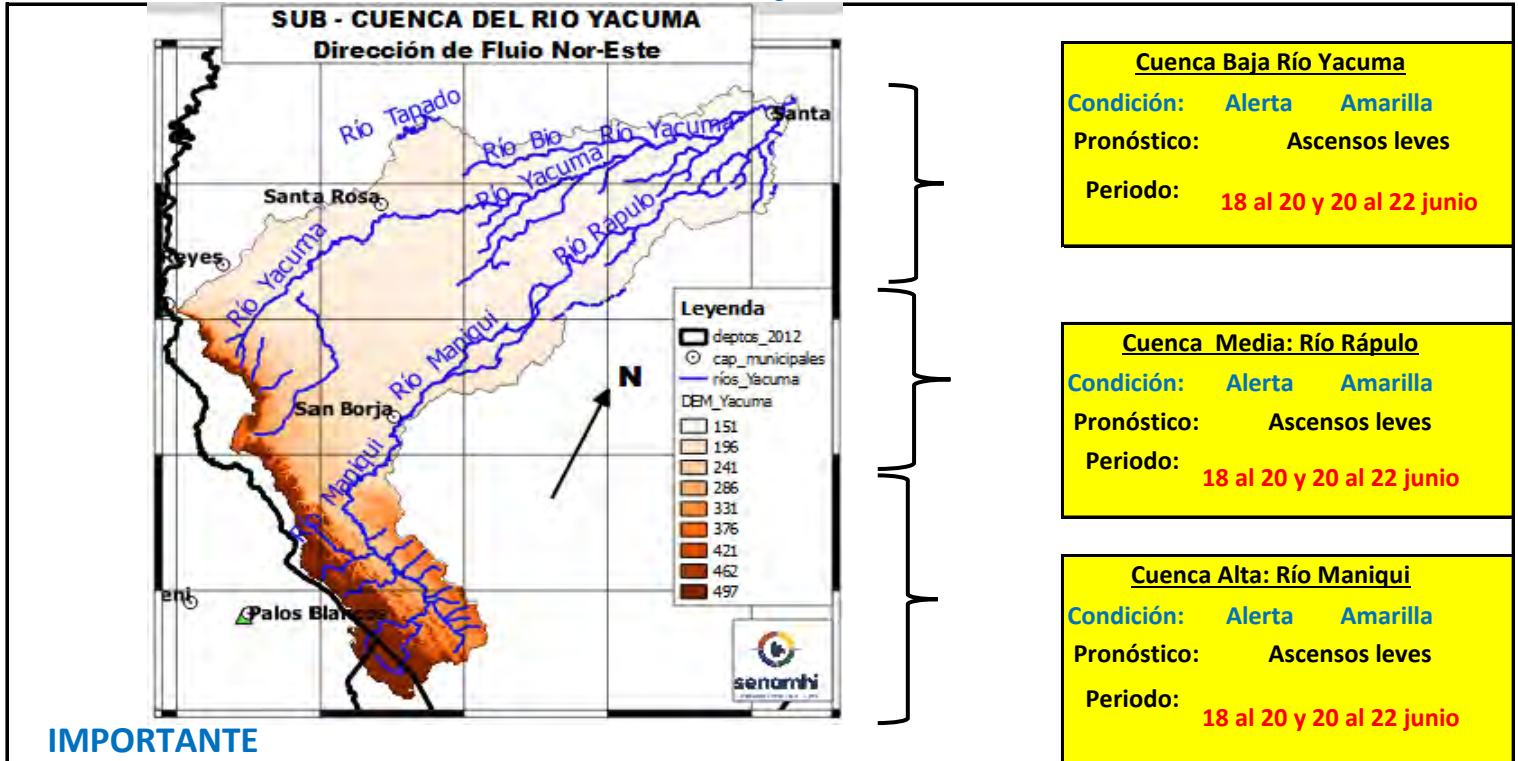 SUB - CUENCA DEL RIO YACUMA
Dirección de Fluio Nor-Este
Río Tapado
Río Bio
Río Yacuma
Santa
Río Yacuma
Santa Rosa
Río Rápulo
Reyes
Río Yacuma
Río Maniqui
San Borja
Río Maniqui
Río Maniqui
eni
Palos Blancos
N
Leyenda
deptos_2012
cap_municipales
ríos_Yacuma
DEM_Yacuma
151
196
241
286
331
376
421
462
497
senamhi
Cuenca Baja Río Yacuma
Condición: Alerta Amarilla
Pronóstico: Ascensos leves
Periodo: 18 al 20 y 20 al 22 junio
Cuenca Media: Río Rápulo
Condición: Alerta Amarilla
Pronóstico: Ascensos leves
Periodo: 18 al 20 y 20 al 22 junio
Cuenca Alta: Río Maniqui
Condición: Alerta Amarilla
Pronóstico: Ascensos leves
Periodo: 18 al 20 y 20 al 22 junio
IMPORTANTE